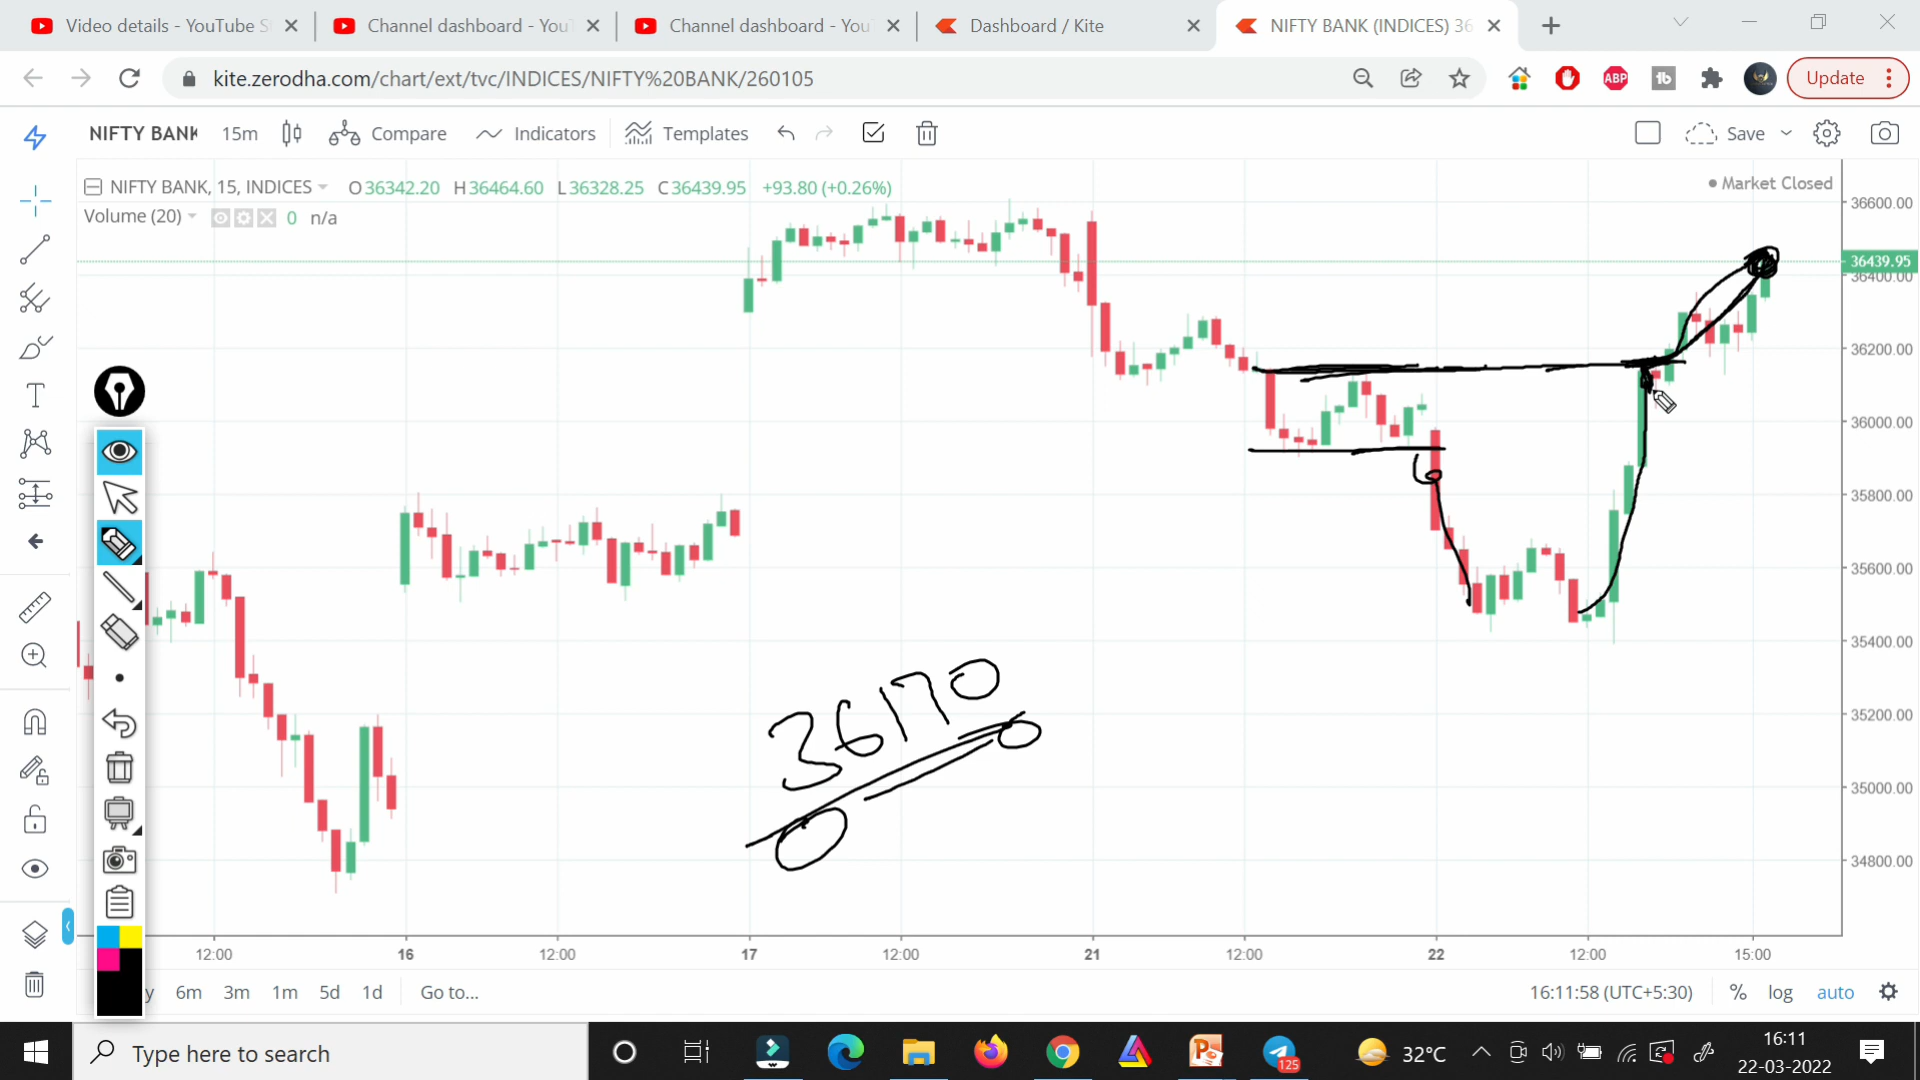 Video details - YouTube S
Channel dashboard - You
Channel dashboard - You
Dashboard / Kite
NIFTY BANK (INDICES) 36
kite.zerodha.com/chart/ext/tvc/INDICES/NIFTY%20BANK/260105
ABP
Update
NIFTY BANK
15m
Compare
Indicators
Templates
Save
NIFTY BANK, 15, INDICES
O36342.20 H36464.60 L36328.25 C36439.95 +93.80 (+0.26%)
Market Closed
Volume (20)
0 n/a
36600.00
36439.95
36400.00
36200.00
36000.00
35800.00
35600.00
35400.00
35200.00
35000.00
34800.00
36170
12:00 16 12:00 17 12:00 21 12:00 22 12:00 15:00
y 6m 3m 1m 5d 1d Go to...
16:11:58 (UTC+5:30) % log auto
Type here to search
125
32°C
16:11
22-03-2022